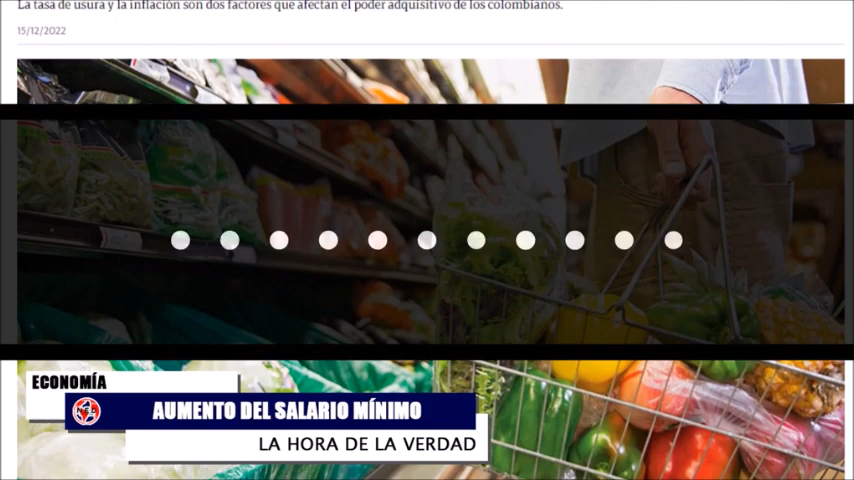 La tasa de usura y la inflación son dos factores que afectan el poder adquisitivo de los colombianos.
15/12/2022
ECONOMÍA
AUMENTO DEL SALARIO MÍNIMO
LA HORA DE LA VERDAD